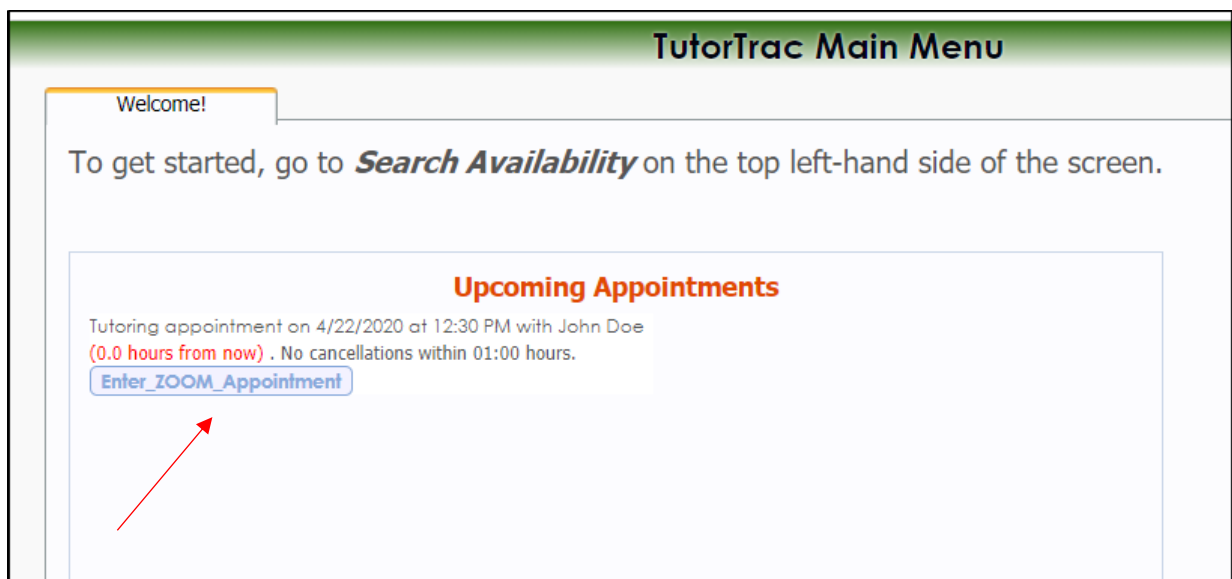 TutorTrac Main Menu
Welcome!
To get started, go to Search Availability on the top left-hand side of the screen.
Upcoming Appointments
Tutoring appointment on 4/22/2020 at 12:30 PM with John Doe
(0.0 hours from now) . No cancellations within 01:00 hours.
Enter_ZOOM_Appointment